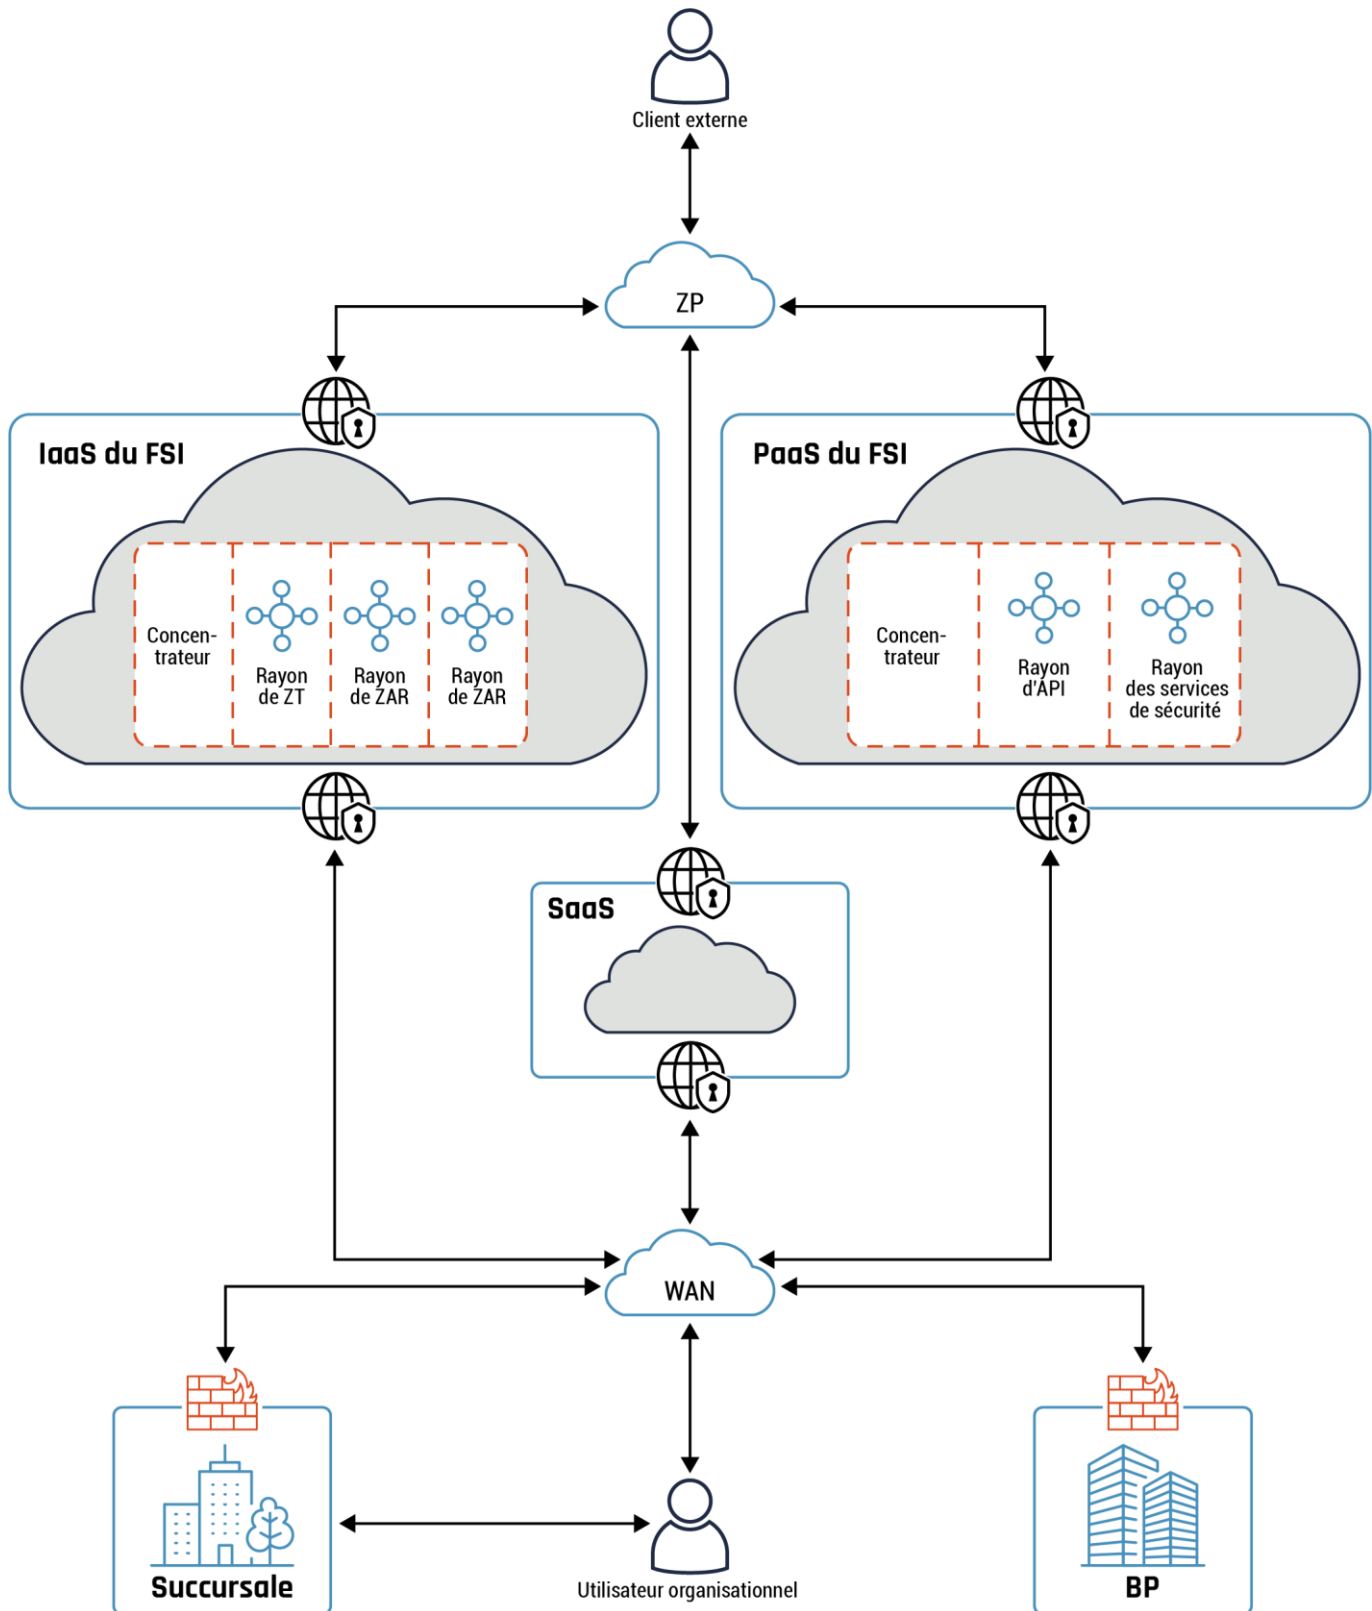 Client externe
ZP
IaaS du FSI
Concen-
trateur
Rayon
de ZT
Rayon
de ZAR
Rayon
de ZAR
PaaS du FSI
Concen-
trateur
Rayon
d'API
Rayon
des services
de sécurité
SaaS
WAN
Succursale
Utilisateur organisationnel
BP